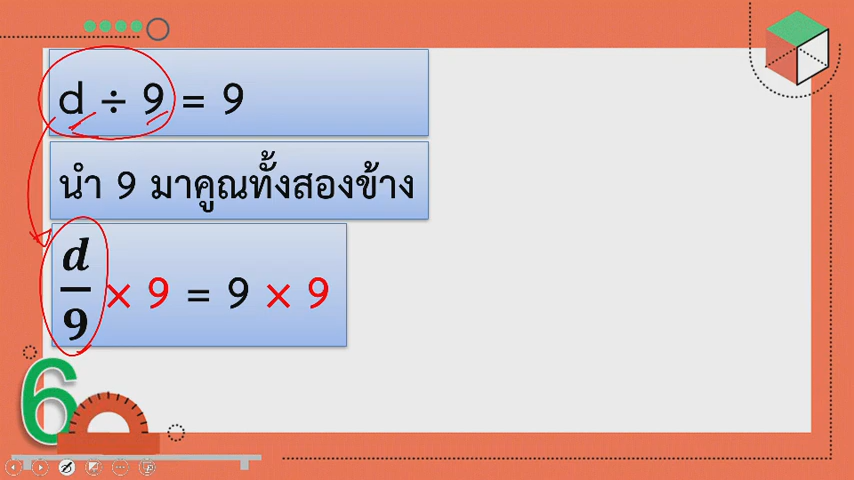 d ÷ 9 = 9
นำ 9 มาคูณทั้งสองข้าง
d/9 × 9 = 9 × 9
6